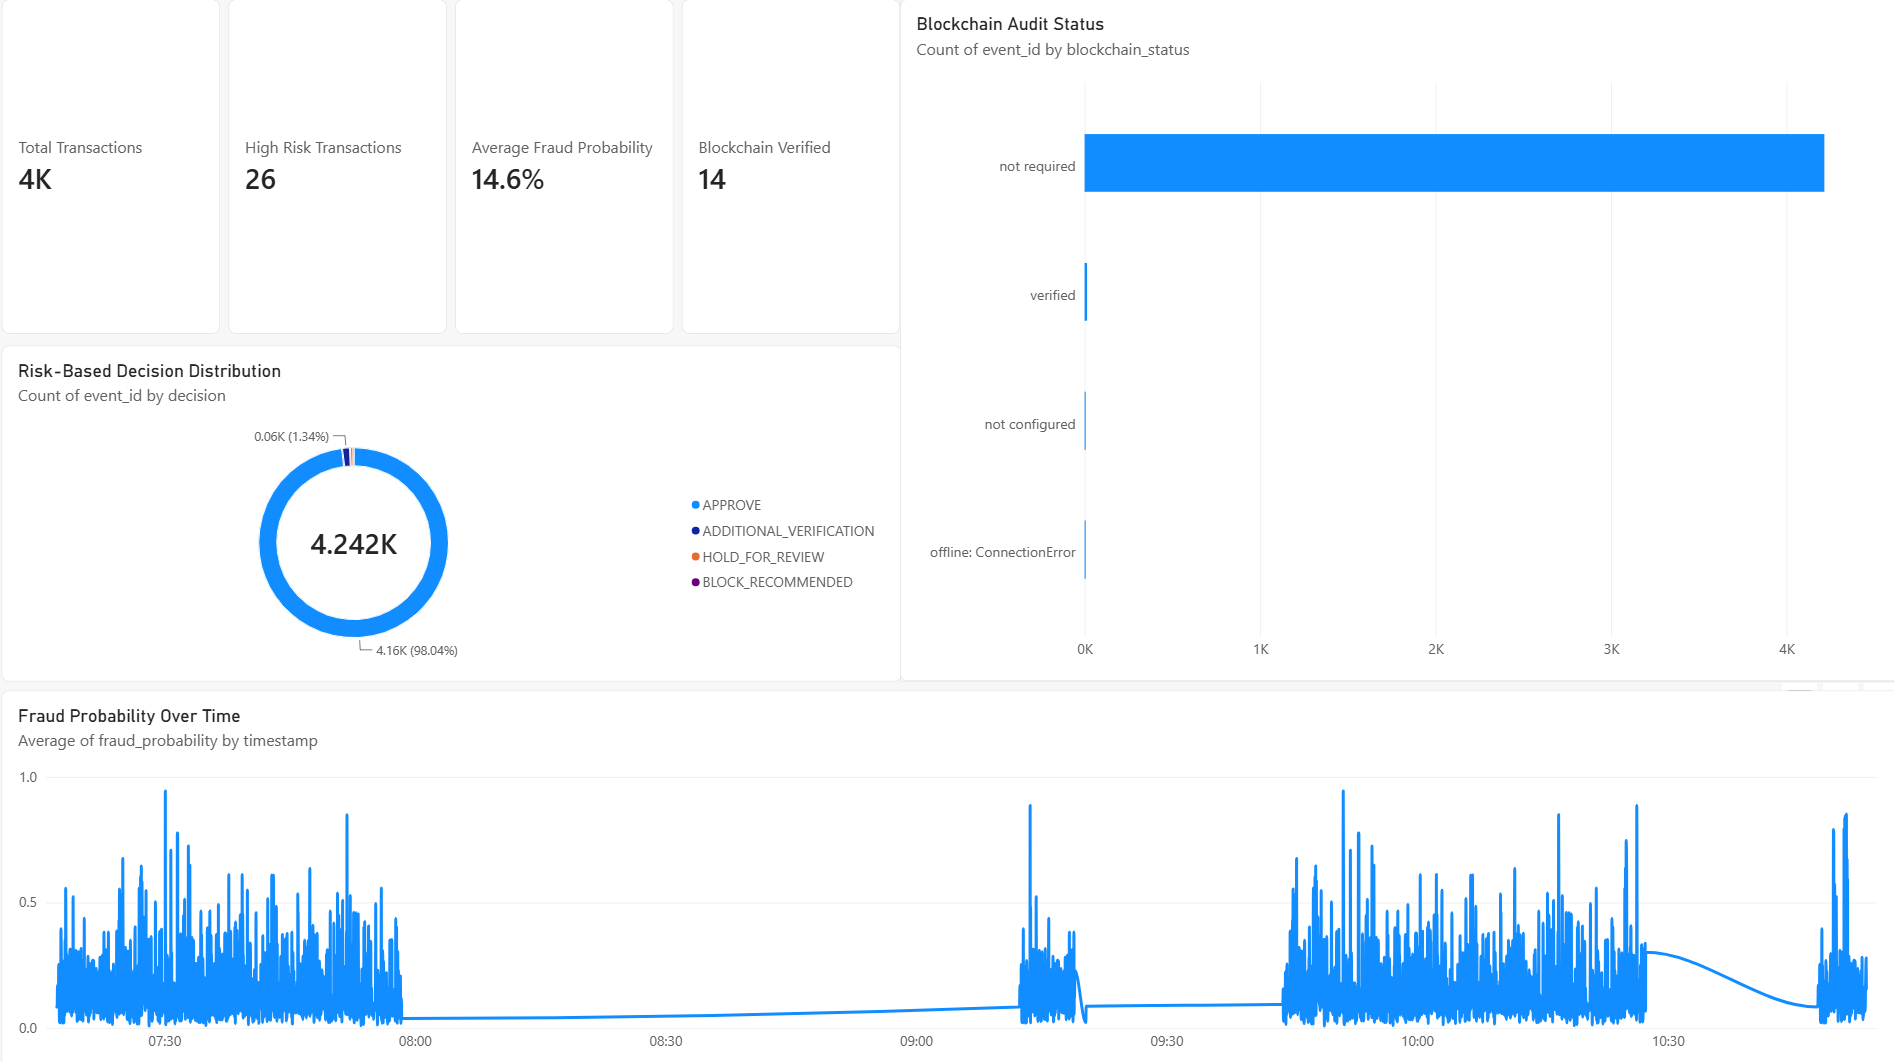 Total Transactions
4K
High Risk Transactions
26
Average Fraud Probability
14.6%
Blockchain Verified
14
Blockchain Audit Status
Count of event_id by blockchain_status
not required
verified
not configured
offline: ConnectionError
0K
1K
2K
3K
4K
Risk-Based Decision Distribution
Count of event_id by decision
0.06K (1.34%)
4.242K
4.16K (98.04%)
APPROVE
ADDITIONAL_VERIFICATION
HOLD_FOR_REVIEW
BLOCK_RECOMMENDED
Fraud Probability Over Time
Average of fraud_probability by timestamp
1.0
0.5
0.0
07:30
08:00
08:30
09:00
09:30
10:00
10:30